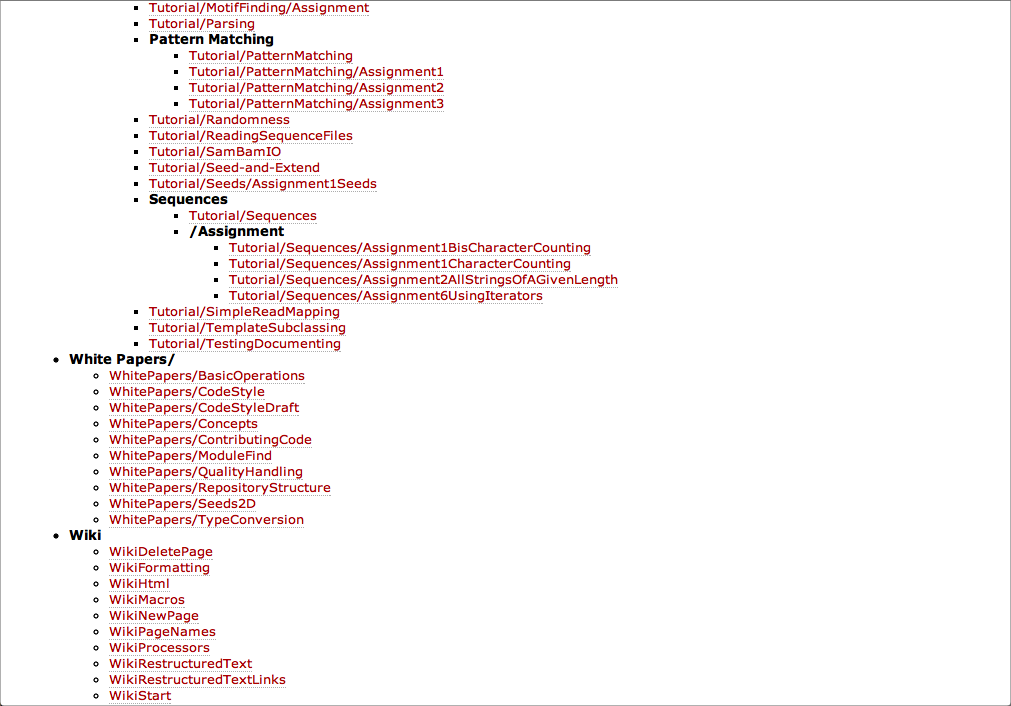 Tutorial/MotifFinding/Assignment
Tutorial/Parsing
Pattern Matching
Tutorial/PatternMatching
Tutorial/PatternMatching/Assignment1
Tutorial/PatternMatching/Assignment2
Tutorial/PatternMatching/Assignment3
Tutorial/Randomness
Tutorial/ReadingSequenceFiles
Tutorial/SamBamIO
Tutorial/Seed-and-Extend
Tutorial/Seeds/Assignment1Seeds
Sequences
Tutorial/Sequences
/Assignment
Tutorial/Sequences/Assignment1BisCharacterCounting
Tutorial/Sequences/Assignment1CharacterCounting
Tutorial/Sequences/Assignment2AllStringsOfAGivenLength
Tutorial/Sequences/Assignment6UsingIterators
Tutorial/SimpleReadMapping
Tutorial/TemplateSubclassing
Tutorial/TestingDocumenting
White Papers/
WhitePapers/BasicOperations
WhitePapers/CodeStyle
WhitePapers/CodeStyleDraft
WhitePapers/Concepts
WhitePapers/ContributingCode
WhitePapers/ModuleFind
WhitePapers/QualityHandling
WhitePapers/RepositoryStructure
WhitePapers/Seeds2D
WhitePapers/TypeConversion
Wiki
WikiDeletePage
WikiFormatting
WikiHtml
WikiMacros
WikiNewPage
WikiPageNames
WikiProcessors
WikiRestructuredText
WikiRestructuredTextLinks
WikiStart